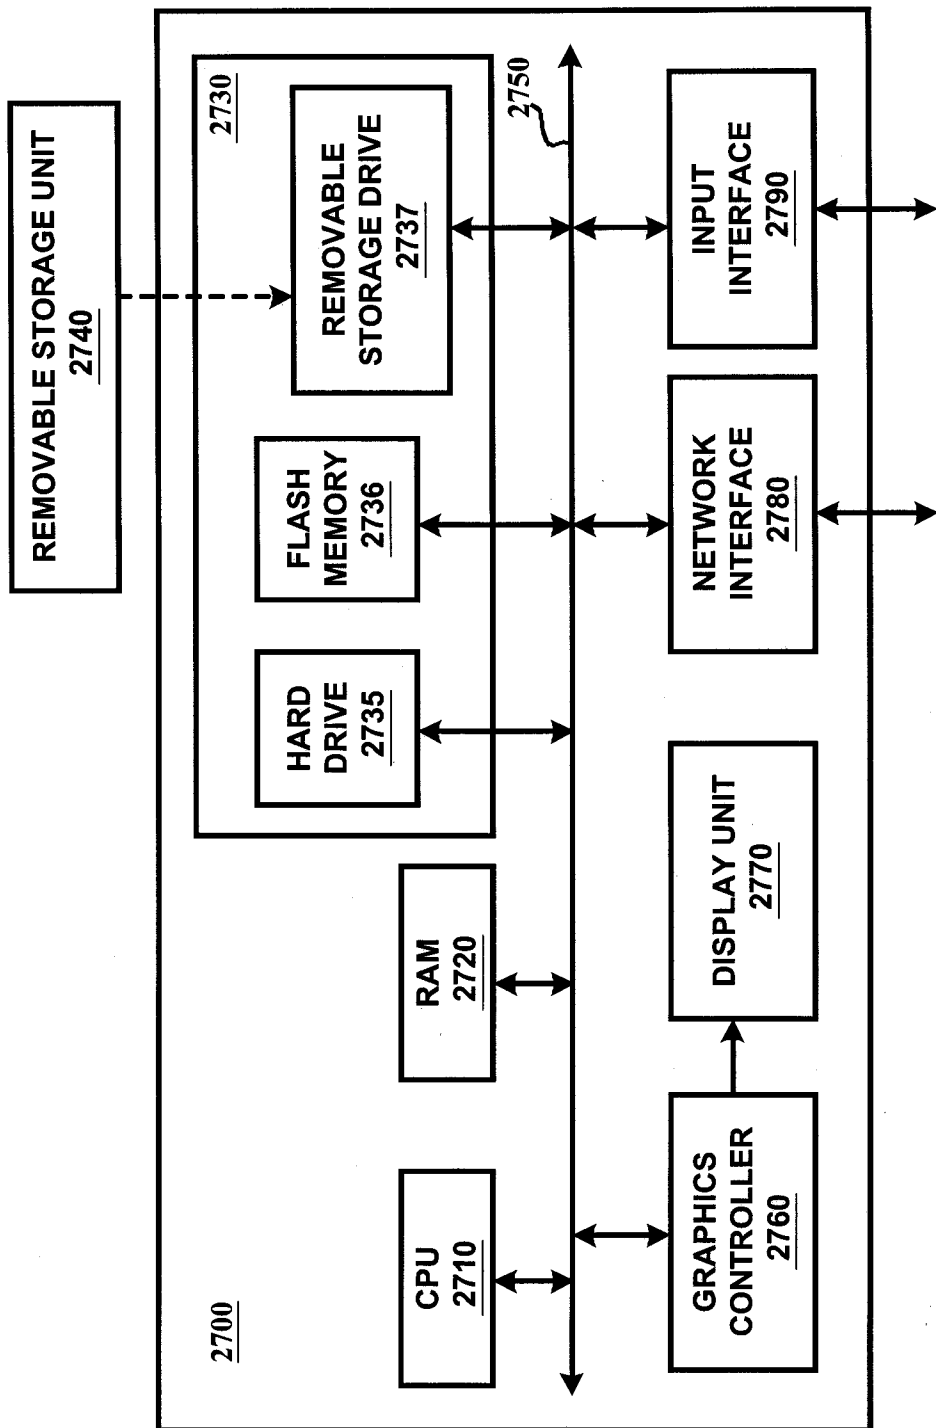 REMOVABLE STORAGE UNIT
2740
2700
2730
CPU
2710
RAM
2720
HARD
DRIVE
2735
FLASH
MEMORY
2736
REMOVABLE
STORAGE DRIVE
2737
2750
GRAPHICS
CONTROLLER
2760
DISPLAY UNIT
2770
NETWORK
INTERFACE
2780
INPUT
INTERFACE
2790